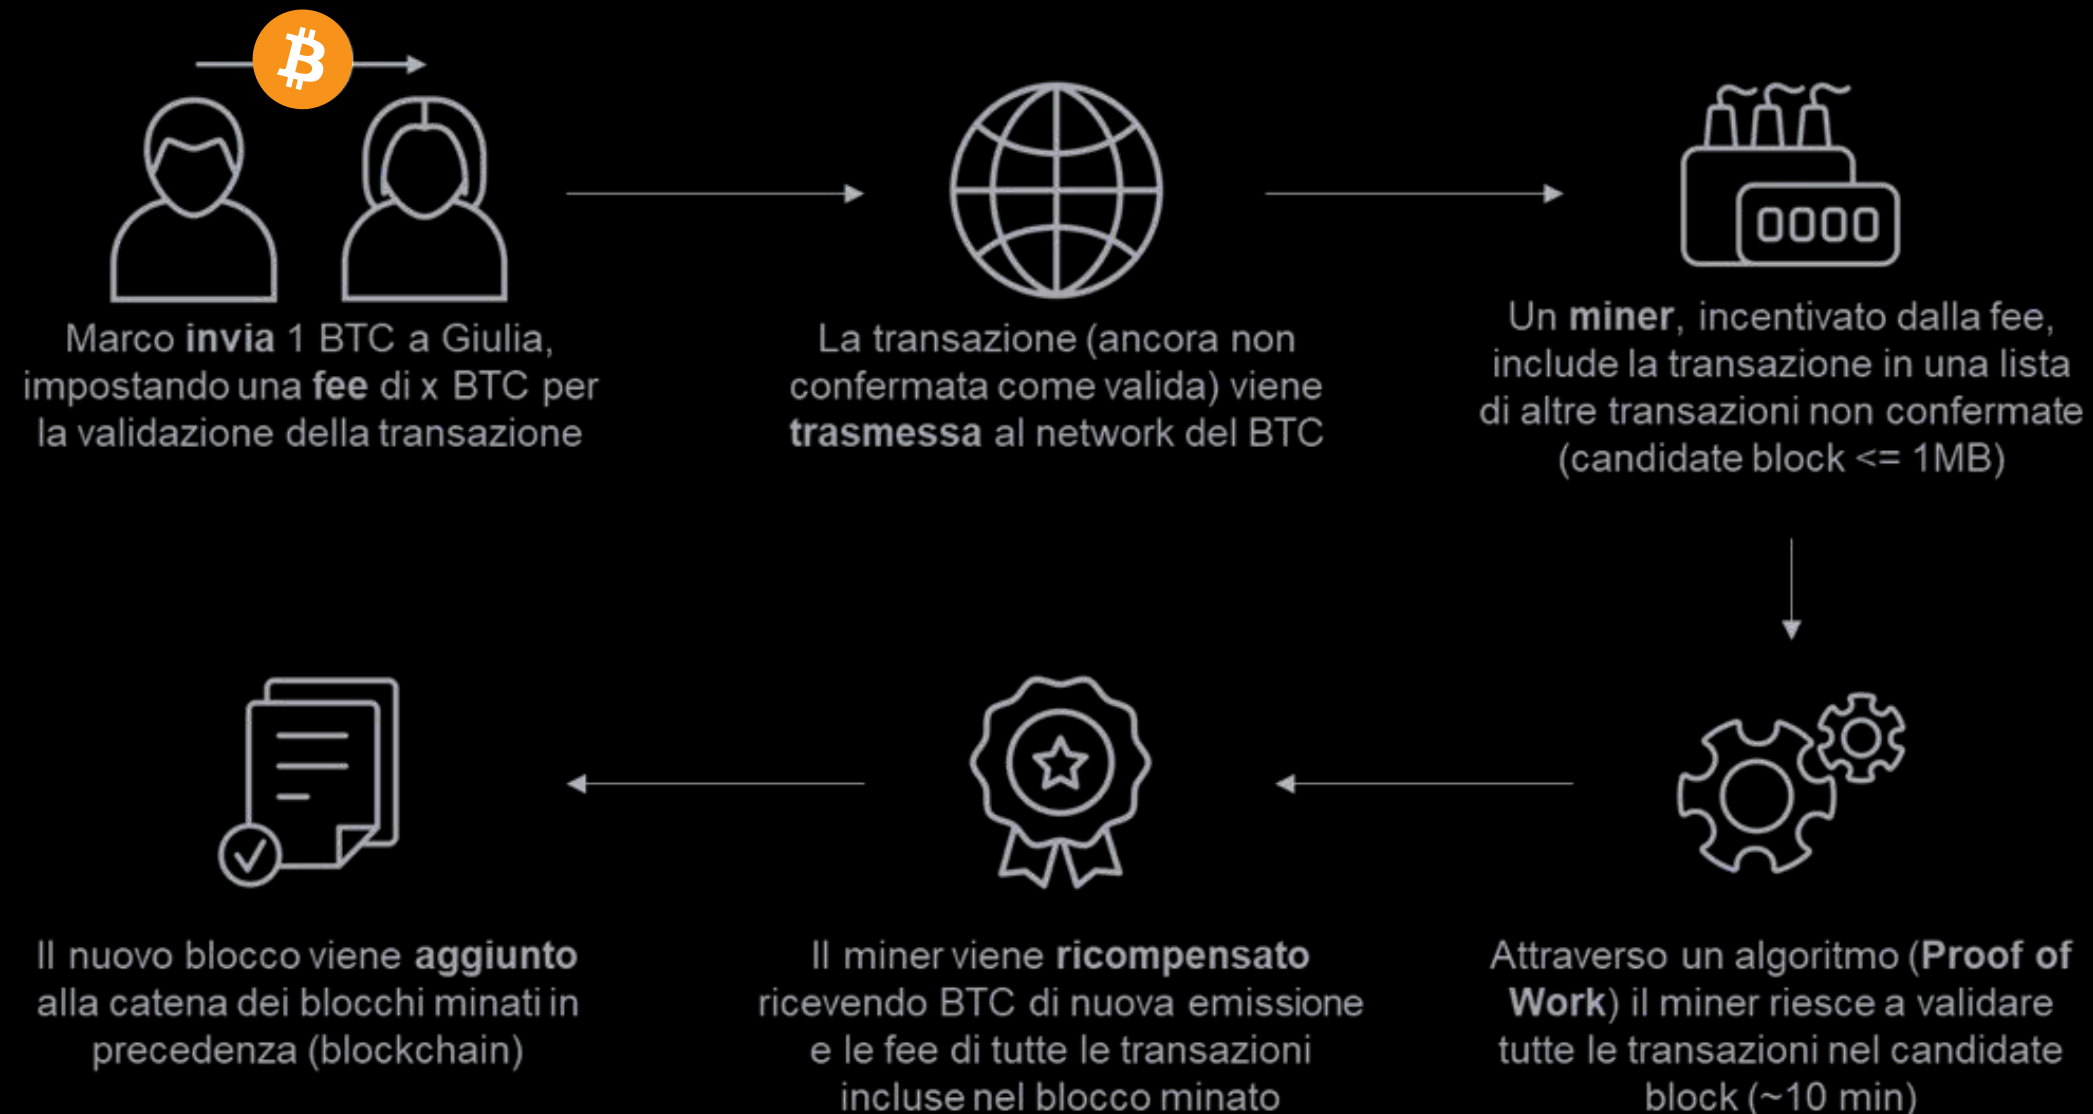 Marco invia 1 BTC a Giulia,
impostando una fee di x BTC per
la validazione della transazione
La transazione (ancora non
confermata come valida) viene
trasmessa al network del BTC
0000
Un miner, incentivato dalla fee,
include la transazione in una lista
di altre transazioni non confermate
(candidate block <= 1MB)
Attraverso un algoritmo (Proof of
Work) il miner riesce a validare
tutte le transazioni nel candidate
block (~10 min)
Il miner viene ricompensato
ricevendo BTC di nuova emissione
e le fee di tutte le transazioni
incluse nel blocco minato
Il nuovo blocco viene aggiunto
alla catena dei blocchi minati in
precedenza (blockchain)